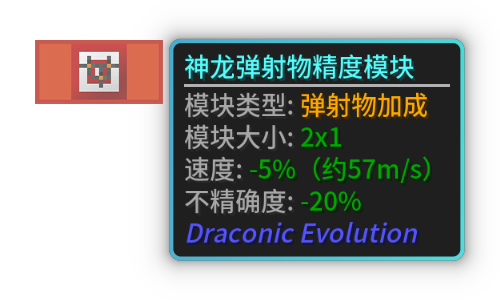 神龙弹射物精度模块
模块类型: 弹射物加成
模块大小: 2x1
速度: -5%（约57m/s）
不精确度: -20%
Draconic Evolution